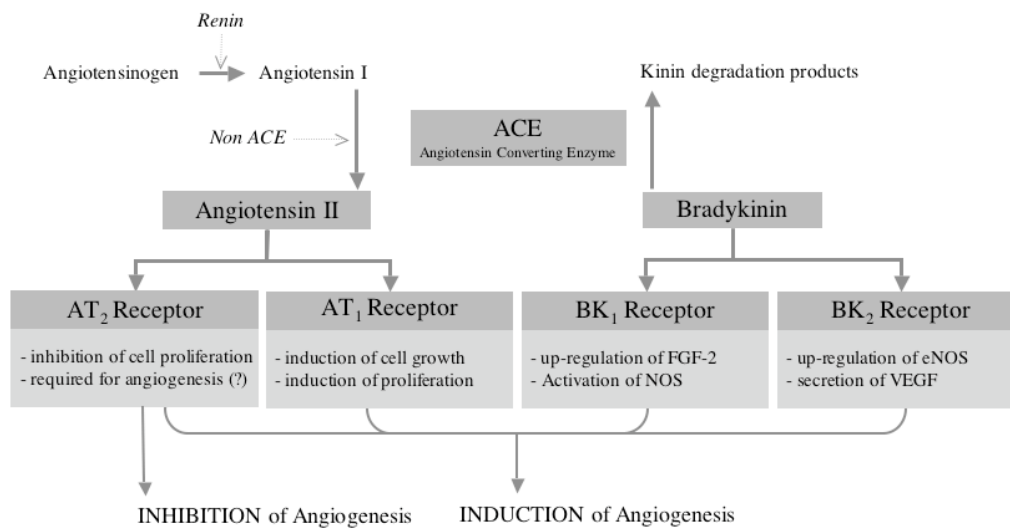 Renin
Angiotensinogen
Angiotensin I
Kinin degradation products
Non ACE
ACE
Angiotensin Converting Enzyme
Angiotensin II
Bradykinin
AT₂ Receptor
- inhibition of cell proliferation
- required for angiogenesis (?)
AT₁ Receptor
- induction of cell growth
- induction of proliferation
BK₁ Receptor
- up-regulation of FGF-2
- Activation of NOS
BK₂ Receptor
- up-regulation of eNOS
- secretion of VEGF
INHIBITION of Angiogenesis
INDUCTION of Angiogenesis